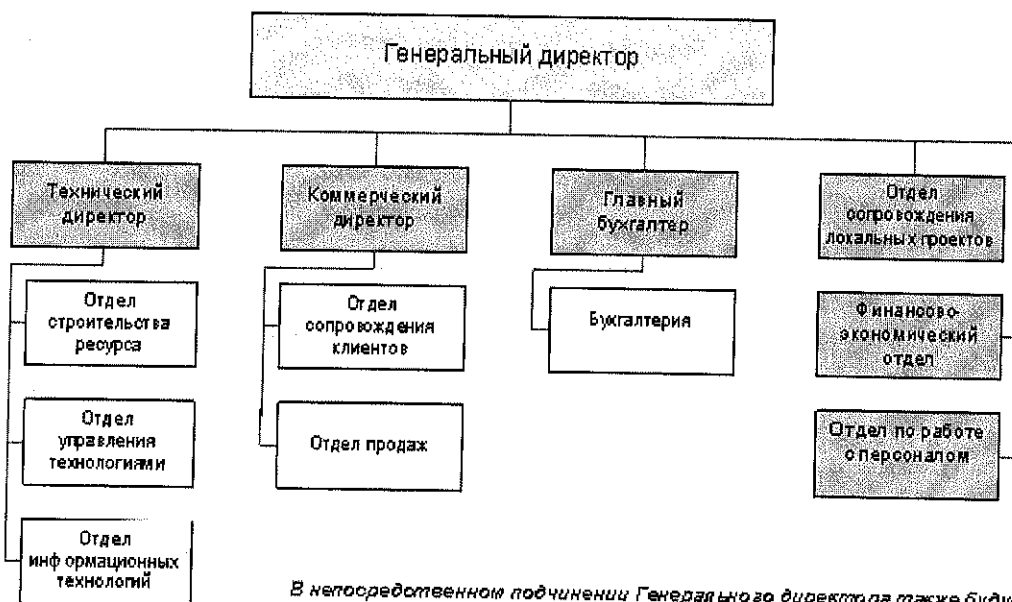 Генеральный директор
Технический
директор
Коммерческий
директор
Главный
бухгалтер
Отдел
сопровождения
локальных проектов
Отдел
строительства
ресурса
Отдел
сопровождения
клиентов
Бухгалтерия
Финансово-
экономический
отдел
Отдел
управления
технологиями
Отдел продаж
Отдел по работе
с персоналом
Отдел
информационных
технологий
В непосредственном подчинении Генерального директора также буду